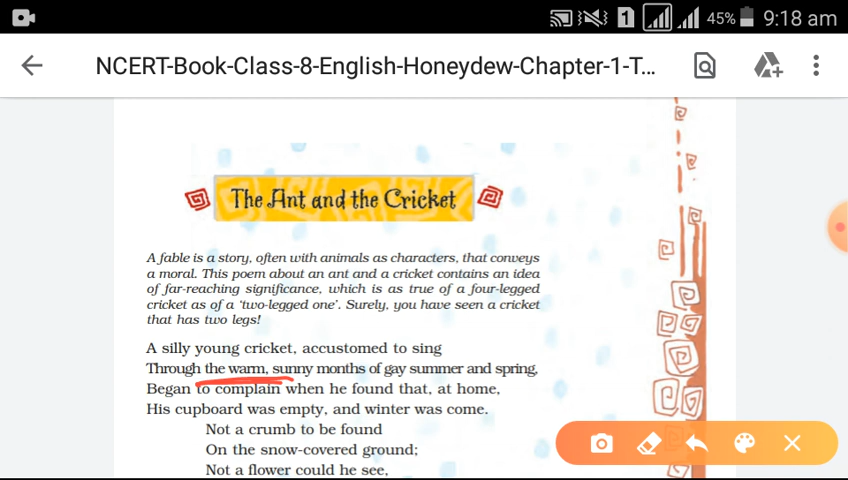 1 45% 9:18 am
NCERT-Book-Class-8-English-Honeydew-Chapter-1-T...
The Ant and the Cricket
A fable is a story, often with animals as characters, that conveys
a moral. This poem about an ant and a cricket contains an idea
of far-reaching significance, which is as true of a four-legged
cricket as of a ‘two-legged one’. Surely, you have seen a cricket
that has two legs!
A silly young cricket, accustomed to sing
Through the warm, sunny months of gay summer and spring,
Began to complain when he found that, at home,
His cupboard was empty, and winter was come.
Not a crumb to be found
On the snow-covered ground;
Not a flower could he see,